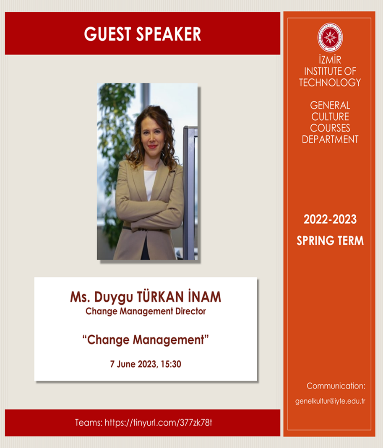 GUEST SPEAKER
İZMİR
INSTITUTE OF
TECHNOLOGY
GENERAL
CULTURE
COURSES
DEPARTMENT
2022-2023
SPRING TERM
Ms. Duygu TÜRKAN İNAM
Change Management Director
“Change Management”
7 June 2023, 15:30
Communication:
genelkultur@iyte.edu.tr
Teams: https://tinyurl.com/377zk78t